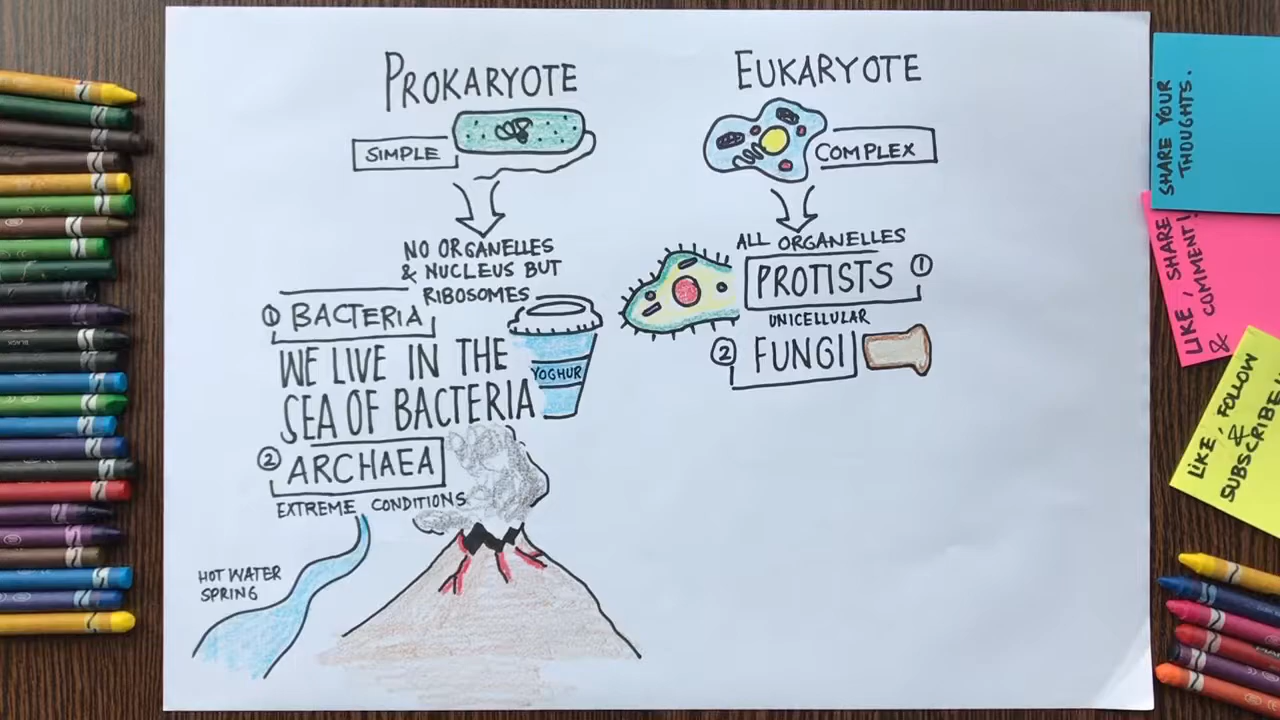 PROKARYOTE
SIMPLE
NO ORGANELLES
& NUCLEUS BUT
RIBOSOMES
① BACTERIA
WE LIVE IN THE
SEA OF BACTERIA
YOGHUR
② ARCHAEA
EXTREME CONDITIONS
HOT WATER
SPRING
EUKARYOTE
COMPLEX
ALL ORGANELLES
PROTISTS ①
UNICELLULAR
② FUNGI
SHARE YOUR
THOUGHTS.
LIKE, SHARE
& COMMENT!
LIKE, FOLLOW
&
SUBSCRIBE
BLACK